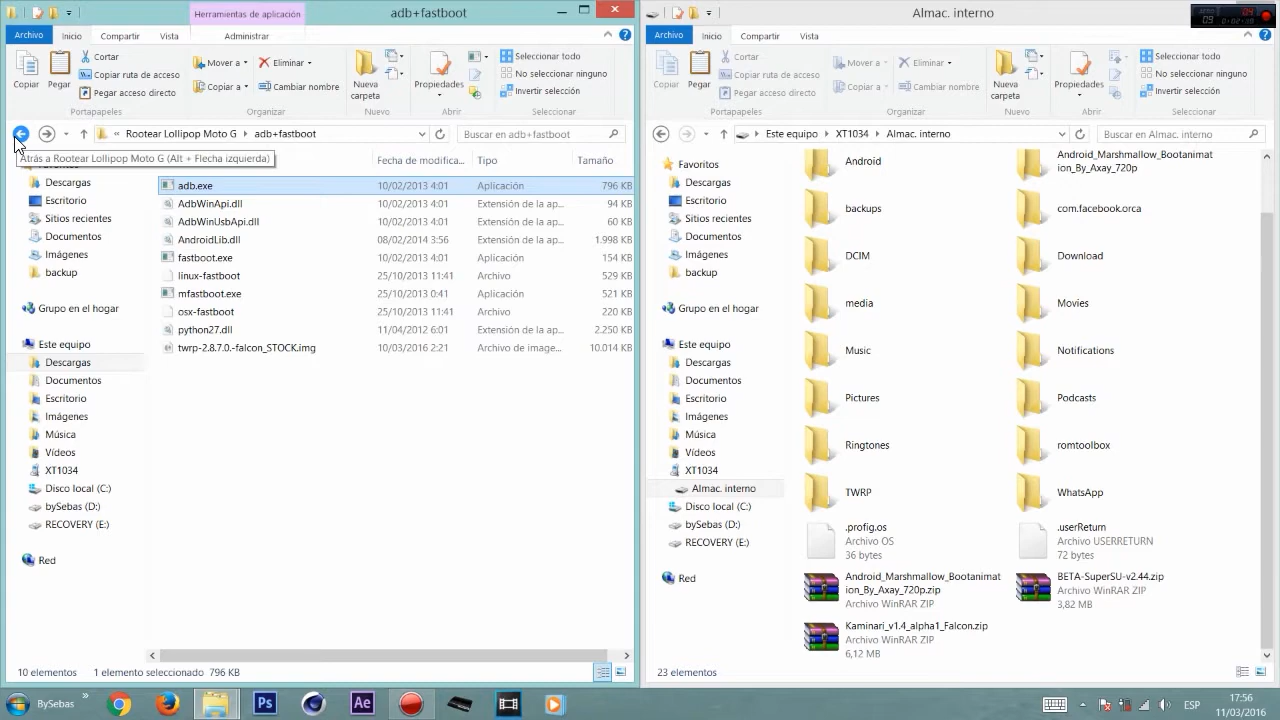 Herramientas de aplicación
adb+fastboot
Archivo
Inicio
Compartir
Vista
Administrar
Copiar
Pegar
Cortar
Copiar ruta de acceso
Pegar acceso directo
Portapapeles
Mover a
Copiar a
Eliminar
Cambiar nombre
Organizar
Nueva
carpeta
Nuevo
Propiedades
Abrir
Seleccionar todo
No seleccionar ninguno
Invertir selección
Seleccionar
« Rootear Lollipop Moto G adb+fastboot
Buscar en adb+fastboot
Atrás a Rootear Lollipop Moto G (Alt + Flecha izquierda)
Fecha de modifica... Tipo Tamaño
Descargas
Escritorio
Sitios recientes
Documentos
Imágenes
backup
Grupo en el hogar
Este equipo
Descargas
Documentos
Escritorio
Imágenes
Música
Vídeos
XT1034
Disco local (C:)
bySebas (D:)
RECOVERY (E:)
Red
adb.exe 10/02/2013 4:01 Aplicación 796 KB
AdbWinApi.dll 10/02/2013 4:01 Extensión de la ap... 94 KB
AdbWinUsbApi.dll 10/02/2013 4:01 Extensión de la ap... 60 KB
AndroidLib.dll 08/02/2014 3:56 Extensión de la ap... 1.998 KB
fastboot.exe 10/02/2013 4:01 Aplicación 154 KB
linux-fastboot 25/10/2013 11:41 Archivo 529 KB
mfastboot.exe 25/10/2013 0:41 Aplicación 521 KB
osx-fastboot 25/10/2013 11:41 Archivo 220 KB
python27.dll 11/04/2012 6:01 Extensión de la ap... 2.250 KB
twrp-2.8.7.0.-falcon_STOCK.img 10/03/2016 2:21 Archivo de image... 10.014 KB
10 elementos 1 elemento seleccionado 796 KB
Almac. interno
Archivo
Inicio
Compartir
Vista
Copiar
Pegar
Cortar
Copiar ruta de acceso
Pegar acceso directo
Portapapeles
Mover a
Copiar a
Eliminar
Cambiar nombre
Organizar
Nueva
carpeta
Nuevo
Propiedades
Abrir
Seleccionar todo
No seleccionar ninguno
Invertir selección
Seleccionar
Este equipo XT1034 Almac. interno
Buscar en Almac. interno
Favoritos
Descargas
Escritorio
Sitios recientes
Documentos
Imágenes
backup
Grupo en el hogar
Este equipo
Descargas
Documentos
Escritorio
Imágenes
Música
Vídeos
XT1034
Almac. interno
Disco local (C:)
bySebas (D:)
RECOVERY (E:)
Red
Android
Android_Marshmallow_Bootanimat
ion_By_Axay_720p
backups
com.facebook.orca
DCIM
Download
media
Movies
Music
Notifications
Pictures
Podcasts
Ringtones
romtoolbox
TWRP
WhatsApp
.profig.os
Archivo OS
36 bytes
.userReturn
Archivo USERRETURN
72 bytes
Android_Marshmallow_Bootanimat
ion_By_Axay_720p.zip
Archivo WinRAR ZIP
BETA-SuperSU-v2.44.zip
Archivo WinRAR ZIP
3,82 MB
Kaminari_v1.4_alpha1_Falcon.zip
Archivo WinRAR ZIP
6,12 MB
23 elementos
BySebas »
Ps
Ae
ESP
17:56
11/03/2016